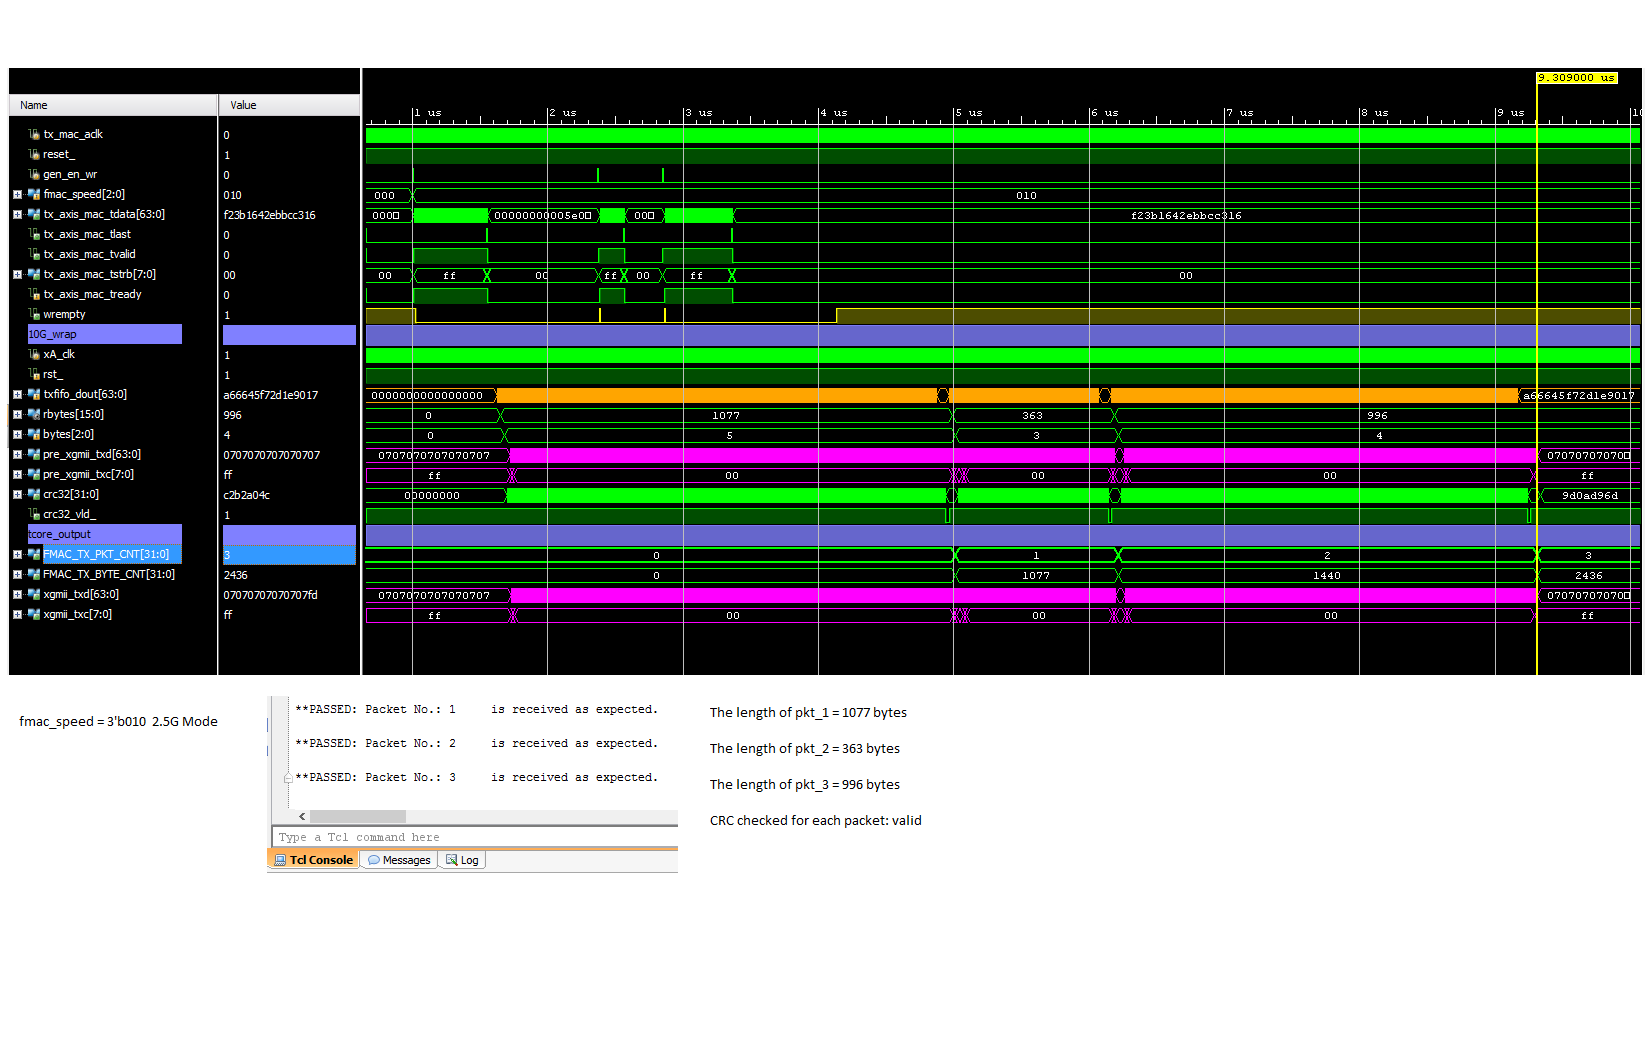 9.309000 us
Name Value
1 us 2 us 3 us 4 us 5 us 6 us 7 us 8 us 9 us 10
tx_mac_aclk 0
reset_ 1
gen_en_wr 0
fmac_speed[2:0] 010 000 010
tx_axis_mac_tdata[63:0] f23b1642ebbcc316 000 00000000005e00 00 f23b1642ebbcc316
tx_axis_mac_tlast 0
tx_axis_mac_tvalid 0
tx_axis_mac_tstrb[7:0] 00 00 ff 00 ff 00 ff 00
tx_axis_mac_tready 0
wrempty 1
10G_wrap
xA_clk 1
rst_ 1
txfifo_dout[63:0] a66645f72d1e9017 0000000000000000 a66645f72d1e9017
rbytes[15:0] 996 0 1077 363 996
bytes[2:0] 4 0 5 3 4
pre_xgmii_txd[63:0] 0707070707070707 0707070707070707 07070707070
pre_xgmii_txc[7:0] ff ff 00 00 00 ff
crc32[31:0] c2b2a04c 00000000 9d0ad96d
crc32_vld_ 1
tcore_output
FMAC_TX_PKT_CNT[31:0] 3 0 1 2 3
FMAC_TX_BYTE_CNT[31:0] 2436 0 1077 1440 2436
xgmii_txd[63:0] 07070707070707fd 0707070707070707 07070707070
xgmii_txc[7:0] ff ff 00 00 00 ff
fmac_speed = 3'b010 2.5G Mode
**PASSED: Packet No.: 1 is received as expected.
**PASSED: Packet No.: 2 is received as expected.
**PASSED: Packet No.: 3 is received as expected.
Type a Tcl command here
Tcl Console Messages Log
The length of pkt_1 = 1077 bytes
The length of pkt_2 = 363 bytes
The length of pkt_3 = 996 bytes
CRC checked for each packet: valid